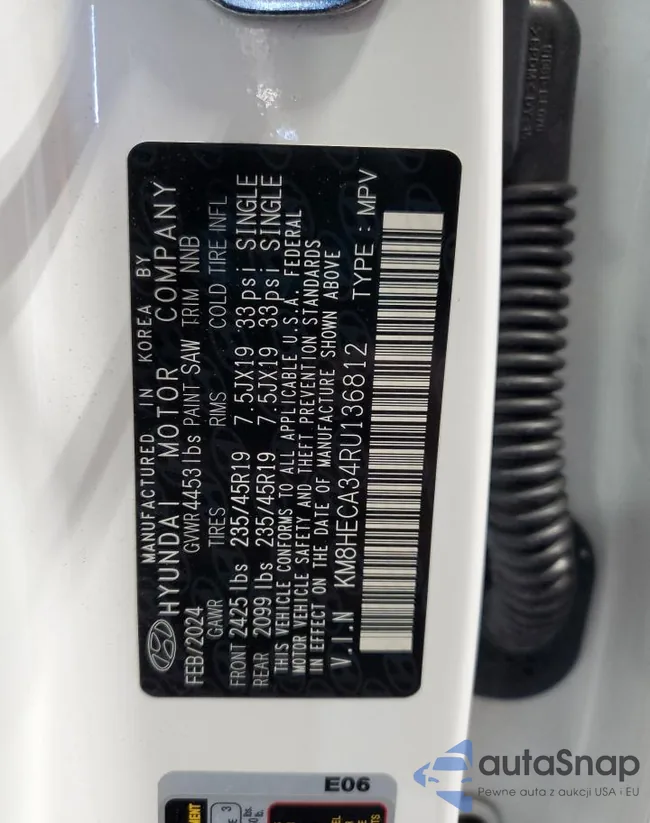 MANUFACTURED IN KOREA BY
HYUNDAI MOTOR COMPANY
FEB/2024 GVWR 4453lbs PAINT SAW TRIM NNB
GAWR TIRES RIMS COLD TIRE INFL
FRONT 2425lbs 235/45R19 7.5JX19 33psi SINGLE
REAR 2099lbs 235/45R19 7.5JX19 33psi SINGLE
THIS VEHICLE CONFORMS TO ALL APPLICABLE U.S.A. FEDERAL
MOTOR VEHICLE SAFETY AND THEFT PREVENTION STANDARDS
IN EFFECT ON THE DATE OF MANUFACTURE SHOWN ABOVE
V.I.N KM8HECA34RU136812 TYPE : MPV
E06
3
autoSnap
Pewne auta z aukcji USA i EU